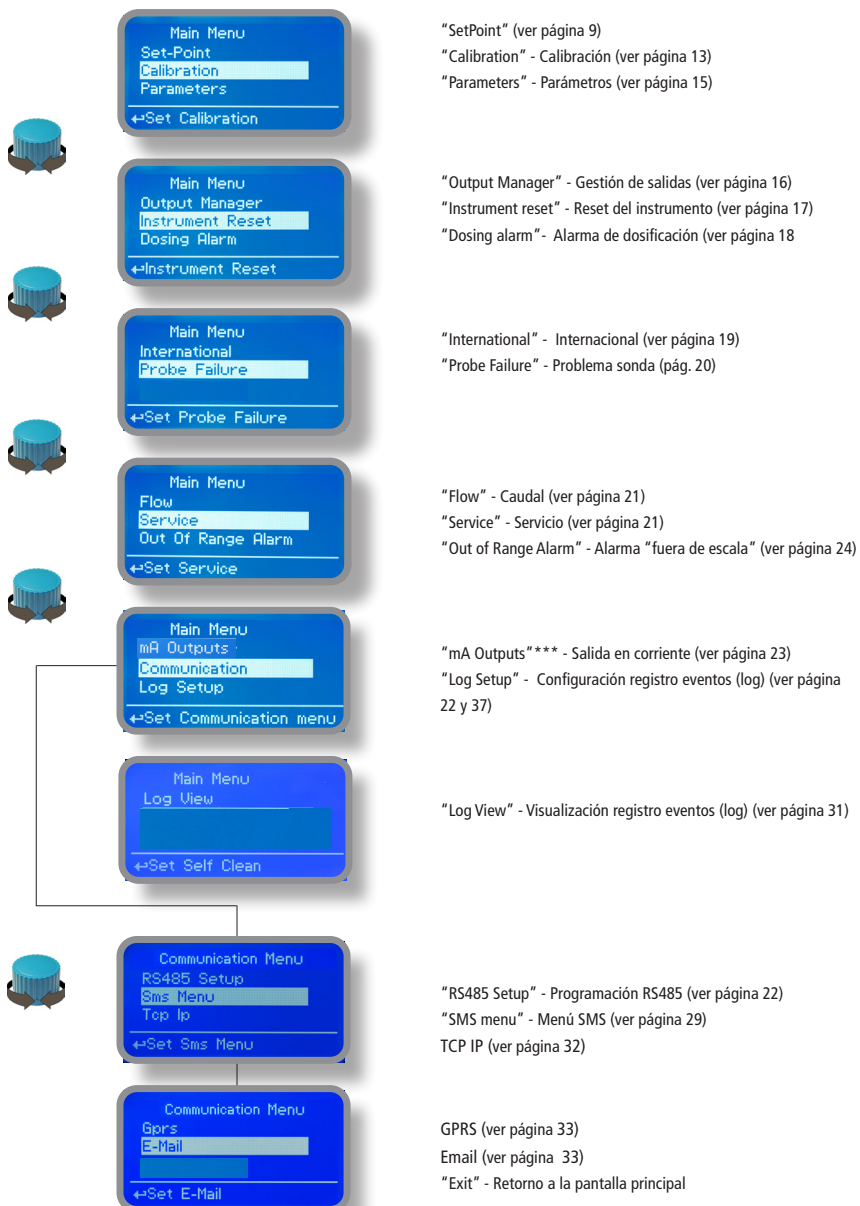 Main Menu
Set-Point
Calibration
Parameters
↩Set Calibration
“SetPoint” (ver página 9)
“Calibration” - Calibración (ver página 13)
“Parameters” - Parámetros (ver página 15)
Main Menu
Output Manager
Instrument Reset
Dosing Alarm
↩Instrument Reset
“Output Manager” - Gestión de salidas (ver página 16)
“Instrument reset” - Reset del instrumento (ver página 17)
“Dosing alarm”- Alarma de dosificación (ver página 18
Main Menu
International
Probe Failure
↩Set Probe Failure
“International” - Internacional (ver página 19)
“Probe Failure” - Problema sonda (pág. 20)
Main Menu
Flow
Service
Out Of Range Alarm
↩Set Service
“Flow” - Caudal (ver página 21)
“Service” - Servicio (ver página 21)
“Out of Range Alarm” - Alarma “fuera de escala” (ver página 24)
Main Menu
mA Outputs
Communication
Log Setup
↩Set Communication menu
“mA Outputs”*** - Salida en corriente (ver página 23)
“Log Setup” - Configuración registro eventos (log) (ver página
22 y 37)
Main Menu
Log View
↩Set Self Clean
“Log View” - Visualización registro eventos (log) (ver página 31)
Communication Menu
RS485 Setup
Sms Menu
Tcp Ip
↩Set Sms Menu
“RS485 Setup” - Programación RS485 (ver página 22)
“SMS menu” - Menú SMS (ver página 29)
TCP IP (ver página 32)
Communication Menu
Gprs
E-Mail
↩Set E-Mail
GPRS (ver página 33)
Email (ver página 33)
“Exit” - Retorno a la pantalla principal